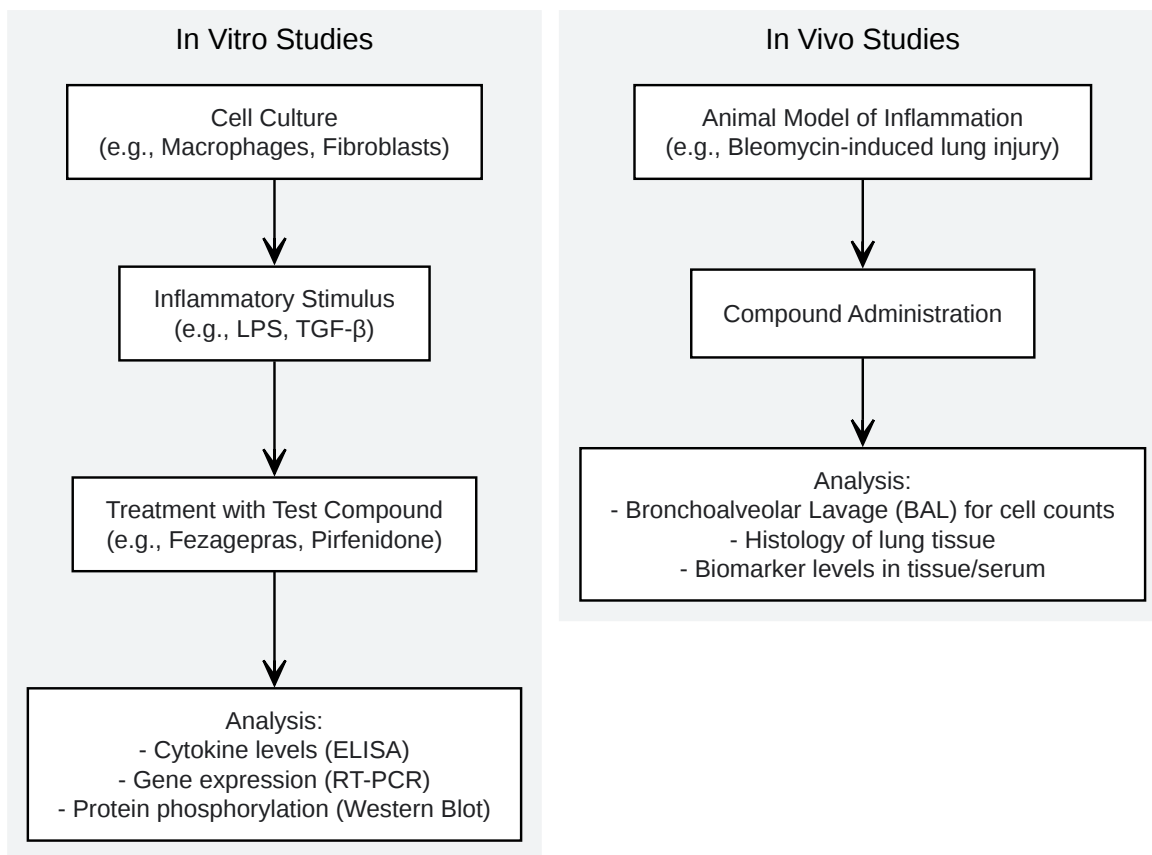 In Vitro Studies
Cell Culture
(e.g., Macrophages, Fibroblasts)
Inflammatory Stimulus
(e.g., LPS, TGF-β)
Treatment with Test Compound
(e.g., Fezagepras, Pirfenidone)
Analysis:
- Cytokine levels (ELISA)
- Gene expression (RT-PCR)
- Protein phosphorylation (Western Blot)
In Vivo Studies
Animal Model of Inflammation
(e.g., Bleomycin-induced lung injury)
Compound Administration
Analysis:
- Bronchoalveolar Lavage (BAL) for cell counts
- Histology of lung tissue
- Biomarker levels in tissue/serum